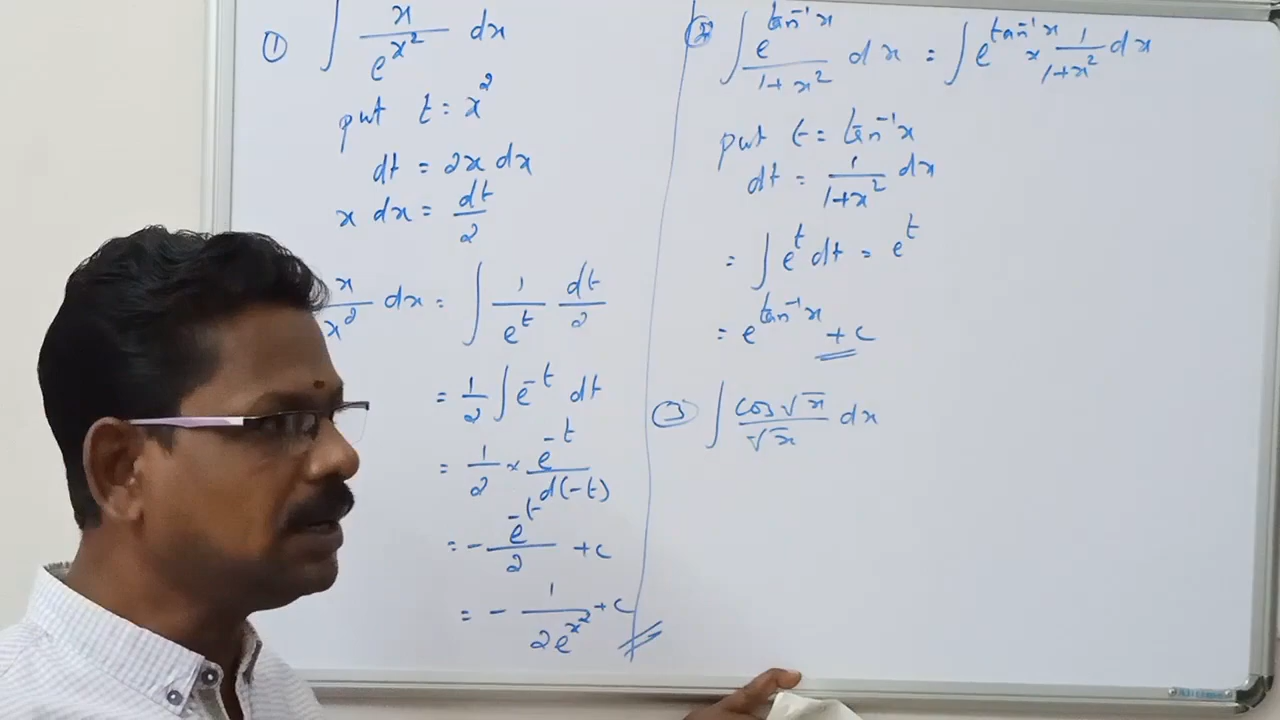 ① ∫ x/e^(x²) dx
put t = x²
dt = 2x dx
x dx = dt/2
x/x² dx = ∫ 1/e^t dt/2
= 1/2 ∫ e^(-t) dt
= 1/2 × e^(-t)/d(-t)
= - e^(-t)/2 + c
= - 1/(2e^(x²)) + c
② ∫ e^(tan⁻¹x)/(1+x²) dx = ∫ e^(tan⁻¹x) × 1/(1+x²) dx
put t = tan⁻¹x
dt = 1/(1+x²) dx
= ∫ e^t dt = e^t
= e^(tan⁻¹x) + c
③ ∫ cos√x/√x dx